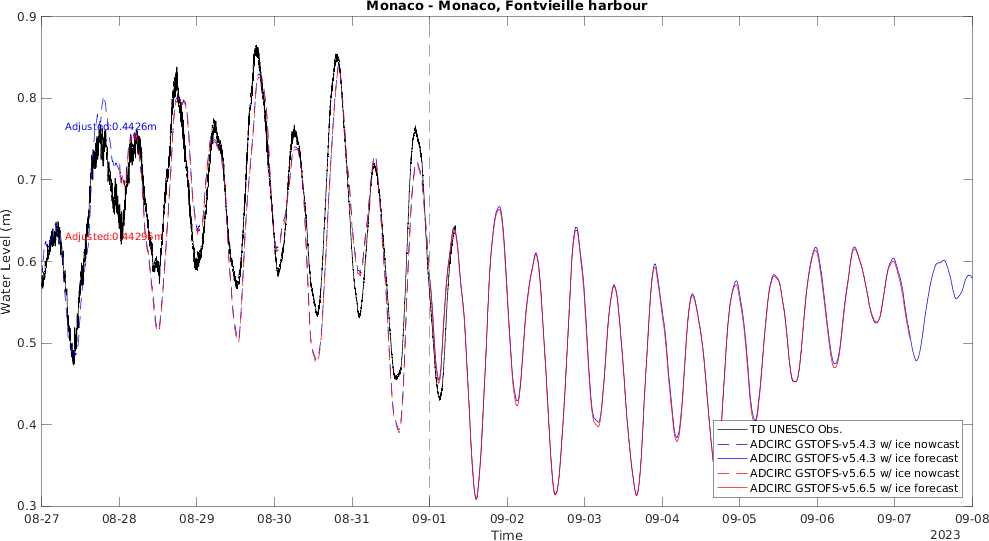 Monaco - Monaco, Fontvieille harbour
0.9
0.8
0.7
0.6
0.5
0.4
0.3
Water Level (m)
Adjusted:0.4426m
Adjusted:0.4429m
TD UNESCO Obs.
ADCIRC GSTOFS-v5.4.3 w/ ice nowcast
ADCIRC GSTOFS-v5.4.3 w/ ice forecast
ADCIRC GSTOFS-v5.6.5 w/ ice nowcast
ADCIRC GSTOFS-v5.6.5 w/ ice forecast
08-27 08-28 08-29 08-30 08-31 09-01 09-02 09-03 09-04 09-05 09-06 09-07 09-08
Time
2023